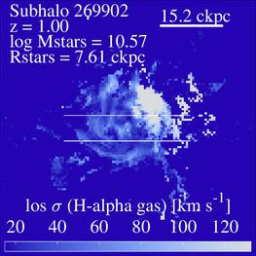 Subhalo 269902
15.2 ckpc
z = 1.00
log Mstars = 10.57
Rstars = 7.61 ckpc
los σ (H-alpha gas) [km s⁻¹]
20 40 60 80 100 120